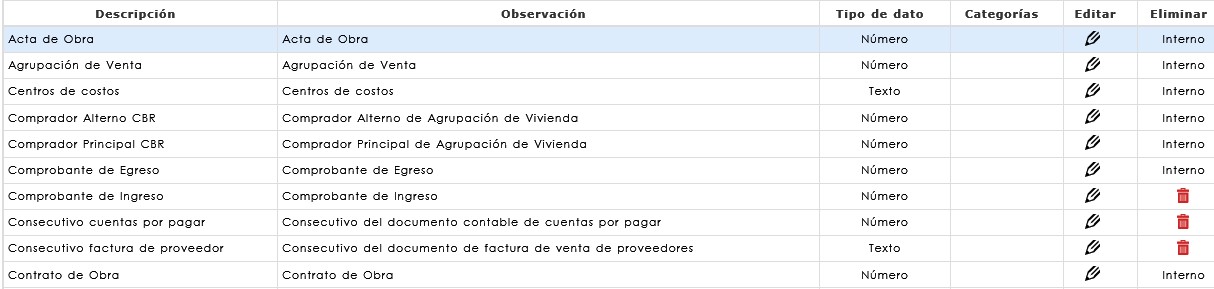 Descripción Observación Tipo de dato Categorías Editar Eliminar
Acta de Obra Acta de Obra Número Interno
Agrupación de Venta Agrupación de Venta Número Interno
Centros de costos Centros de costos Texto Interno
Comprador Alterno CBR Comprador Alterno de Agrupación de Vivienda Número Interno
Comprador Principal CBR Comprador Principal de Agrupación de Vivienda Número Interno
Comprobante de Egreso Comprobante de Egreso Número Interno
Comprobante de Ingreso Comprobante de Ingreso Número
Consecutivo cuentas por pagar Consecutivo del documento contable de cuentas por pagar Número
Consecutivo factura de proveedor Consecutivo del documento de factura de venta de proveedores Texto
Contrato de Obra Contrato de Obra Número Interno